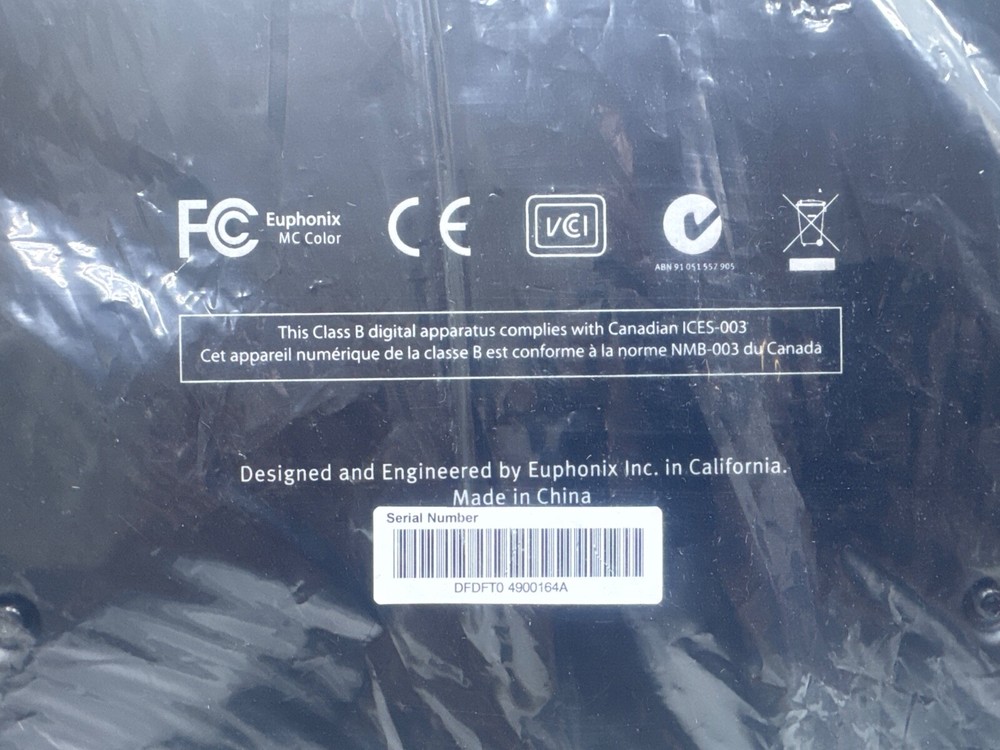 FC Euphonix
MC Color
CE
VCI
ABN 91 051 557 905
This Class B digital apparatus complies with Canadian ICES-003
Cet appareil numérique de la classe B est conforme à la norme NMB-003 du Canada
Designed and Engineered by Euphonix Inc. in California.
Made in China
Serial Number
DFDFT0 4900164A